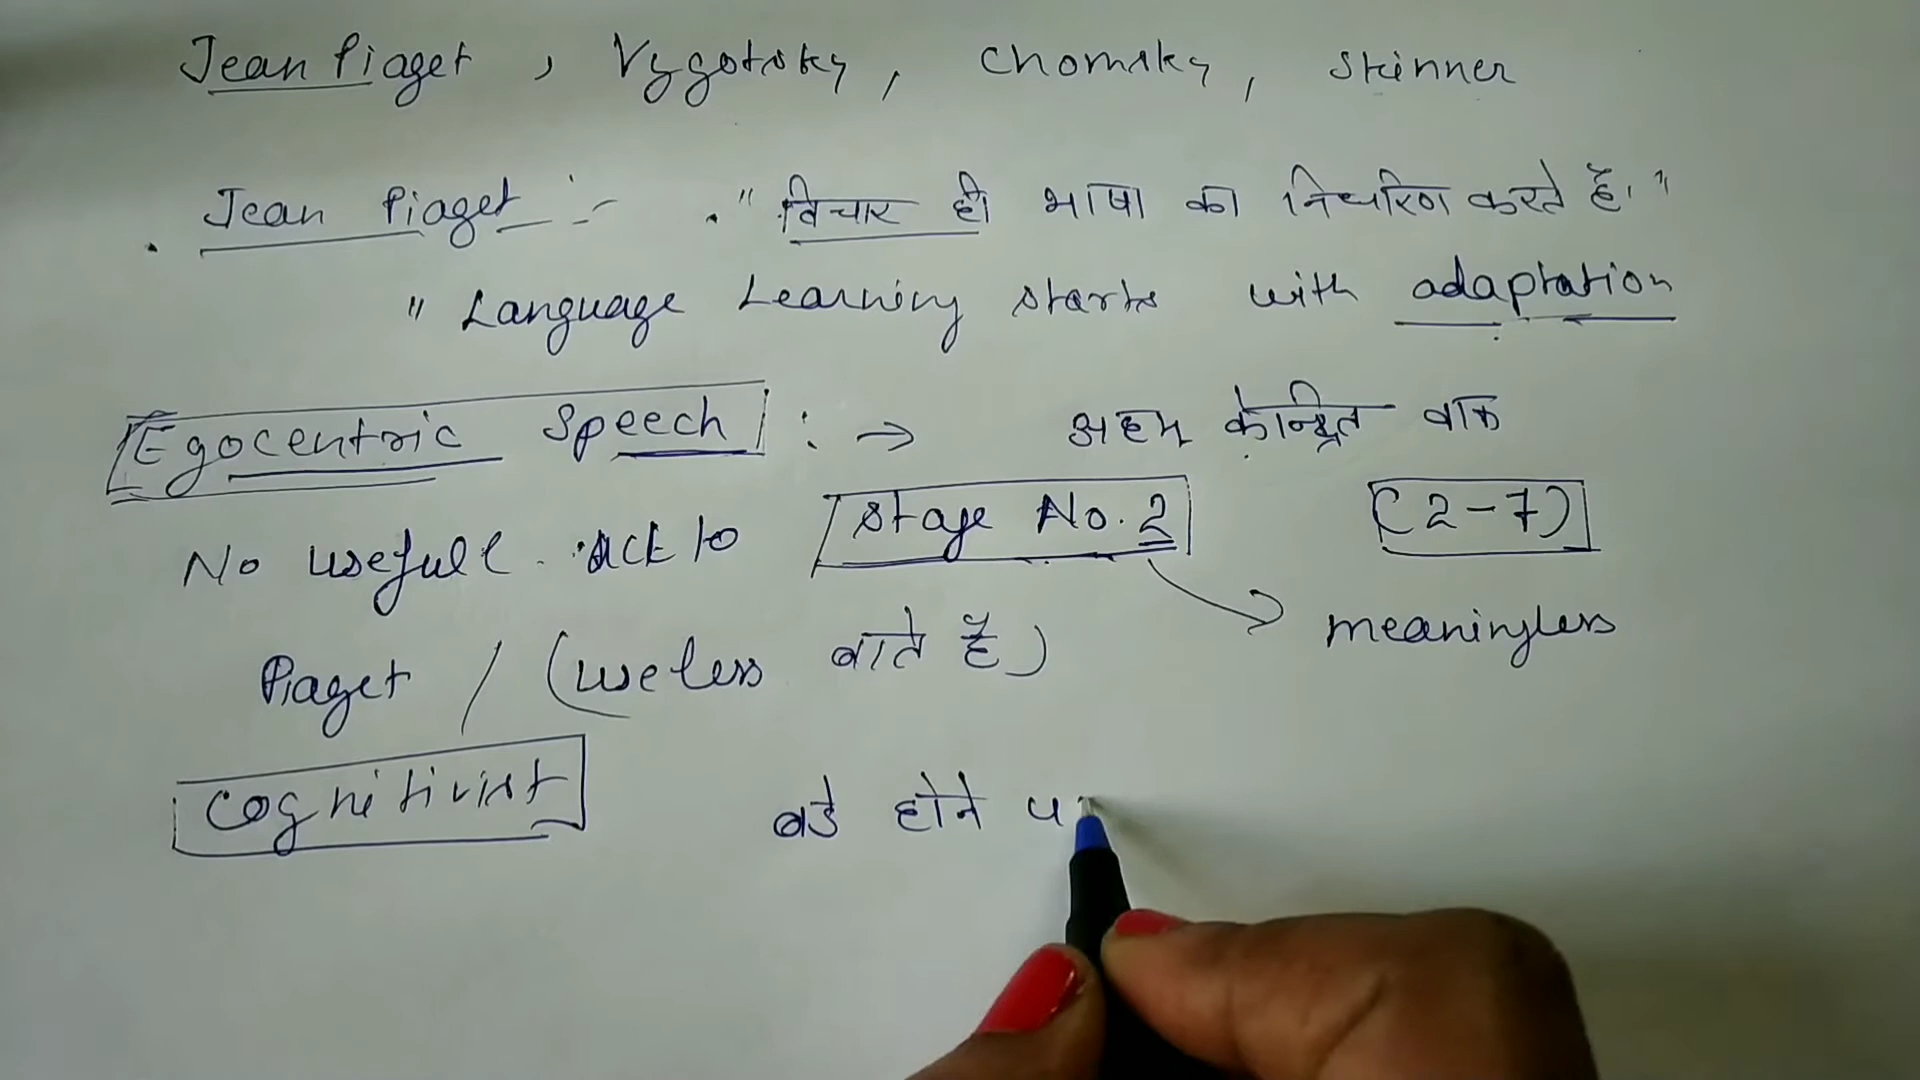 Jean Piaget , Vygotsky , Chomsky , Skinner
. Jean Piaget :- . "विचार ही भाषा का निर्धारण करते हैं।"
" Language Learning starts with adaptation
Egocentric Speech : → अहम केन्द्रित वाक
No usefull . Act to Stage No. 2 (2-7)
Piaget / (useless बाते है) → meaningless
Cognitivist बडे होने प